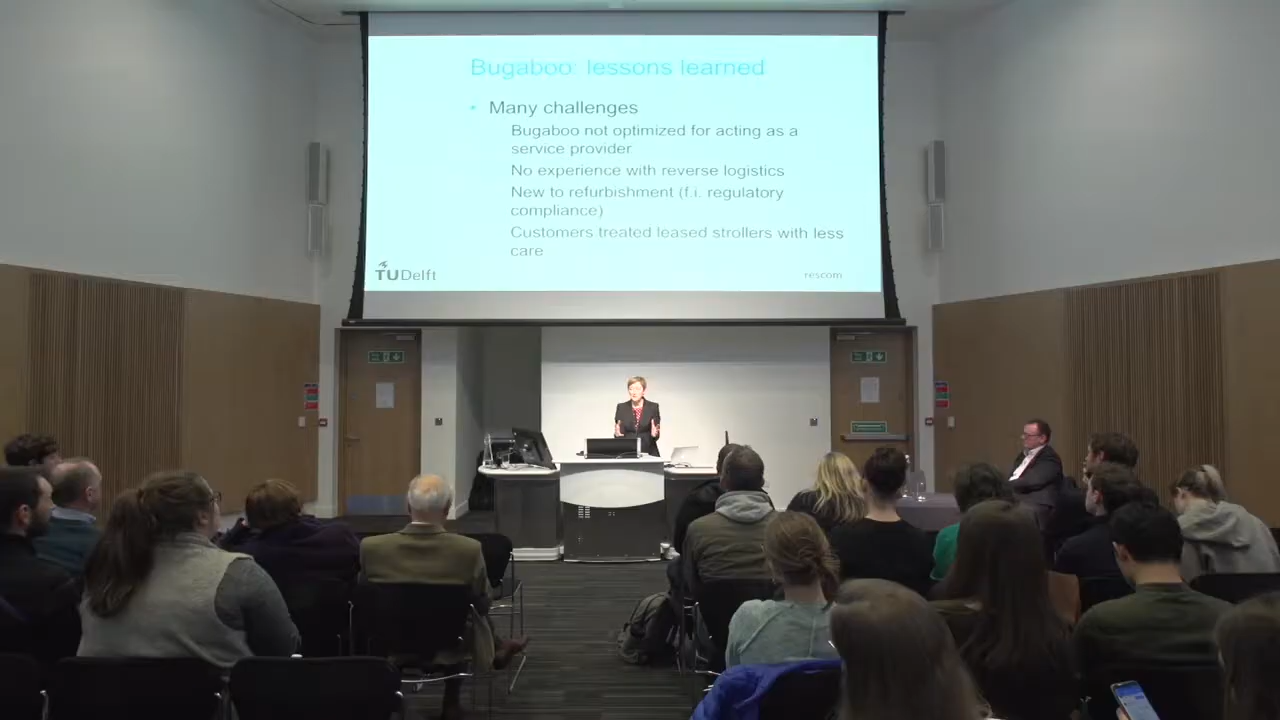 Bugaboo: lessons learned
• Many challenges
Bugaboo not optimized for acting as a
service provider
No experience with reverse logistics
New to refurbishment (f.i. regulatory
compliance)
Customers treated leased strollers with less
care
TUDelft
rescom